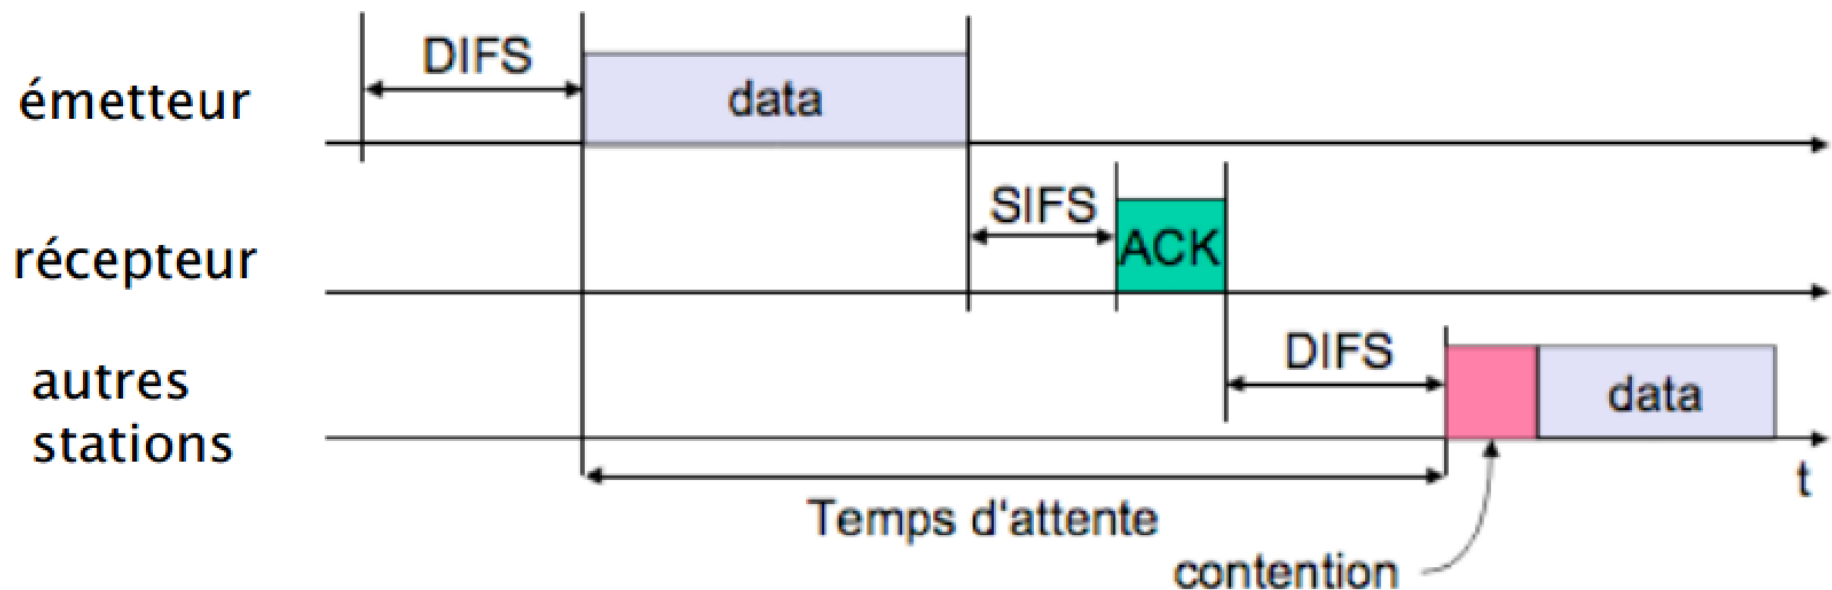 DIFS
émetteur
data
SIFS
récepteur
ACK
DIFS
autres
stations
data
t
Temps d'attente
contention